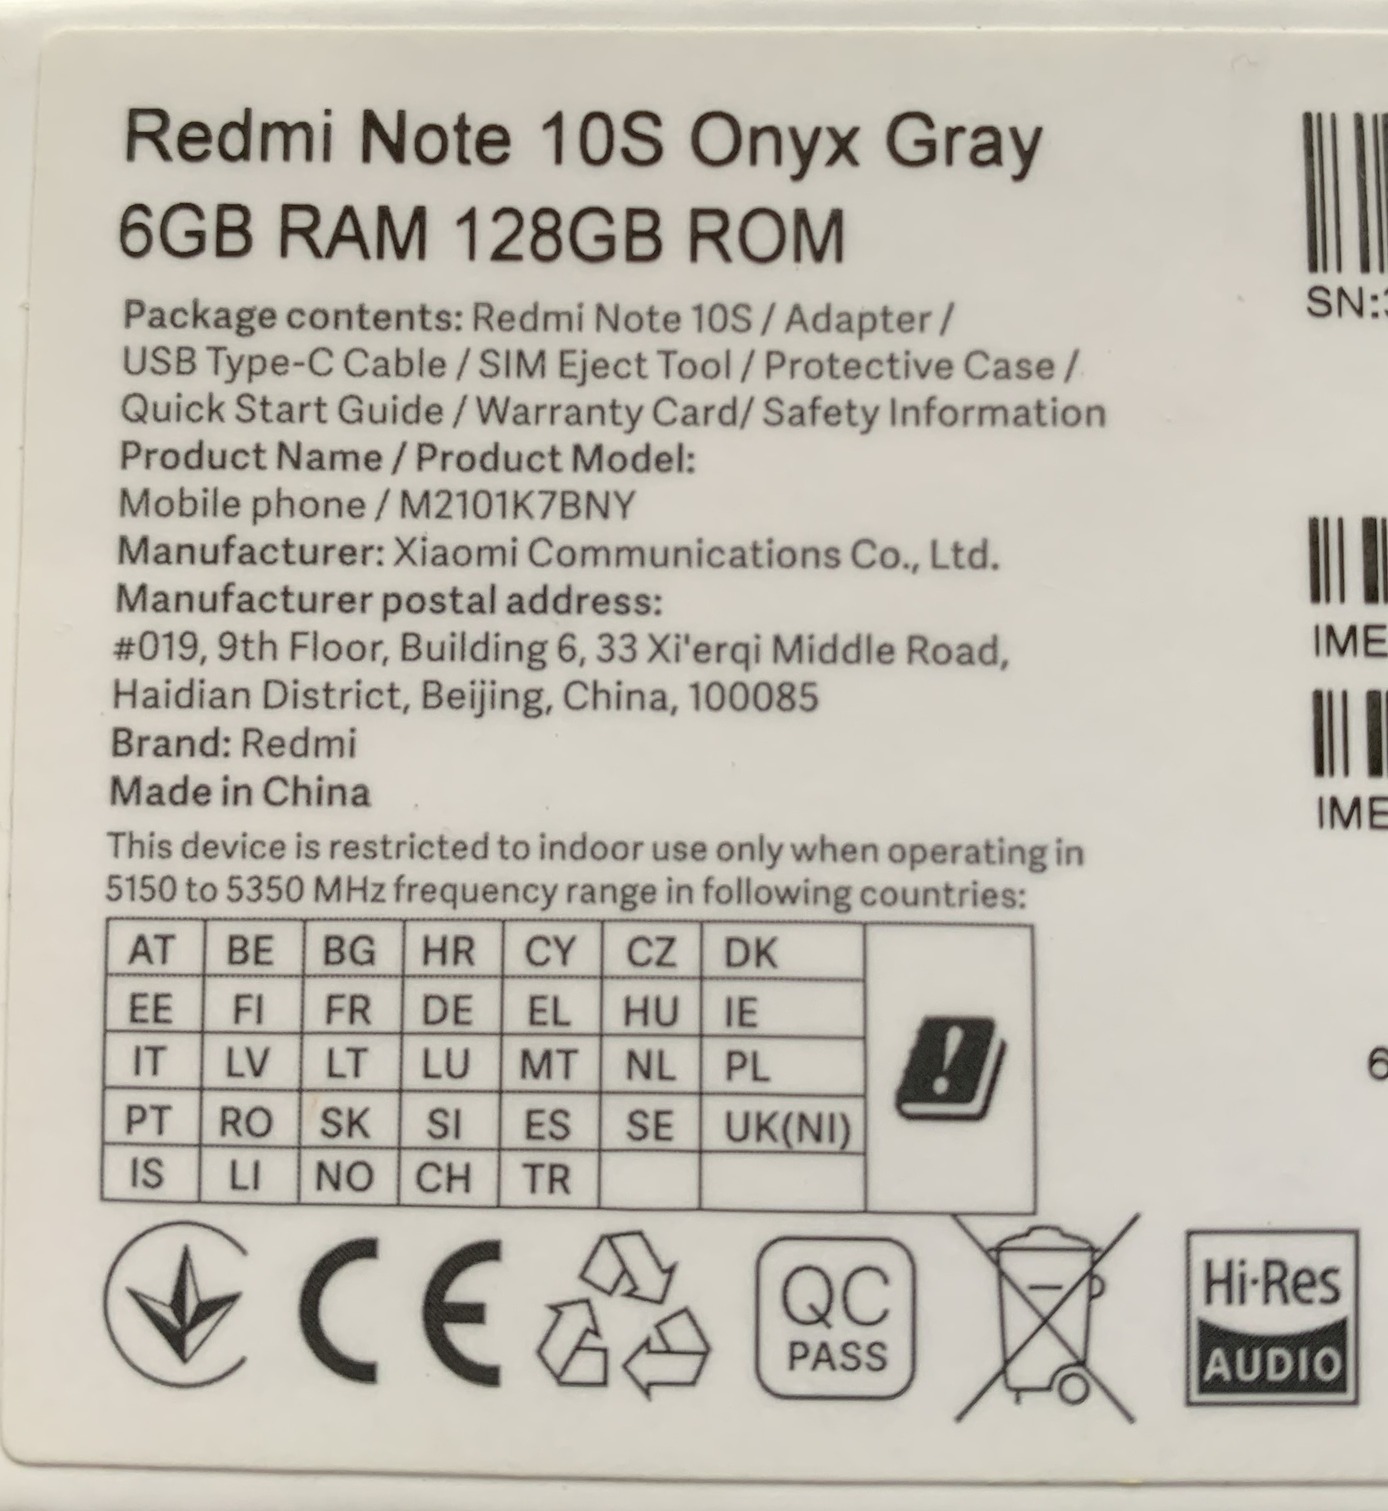 Redmi Note 10S Onyx Gray
6GB RAM 128GB ROM
Package contents: Redmi Note 10S / Adapter /
USB Type-C Cable / SIM Eject Tool / Protective Case /
Quick Start Guide / Warranty Card/ Safety Information
Product Name / Product Model:
Mobile phone / M2101K7BNY
Manufacturer: Xiaomi Communications Co., Ltd.
Manufacturer postal address:
#019, 9th Floor, Building 6, 33 Xi'erqi Middle Road,
Haidian District, Beijing, China, 100085
Brand: Redmi
Made in China
This device is restricted to indoor use only when operating in
5150 to 5350 MHz frequency range in following countries:
AT BE BG HR CY CZ DK
EE FI FR DE EL HU IE
IT LV LT LU MT NL PL
PT RO SK SI ES SE UK(NI)
IS LI NO CH TR
CE
QC
PASS
Hi-Res
AUDIO
SN:
IME
IME
6